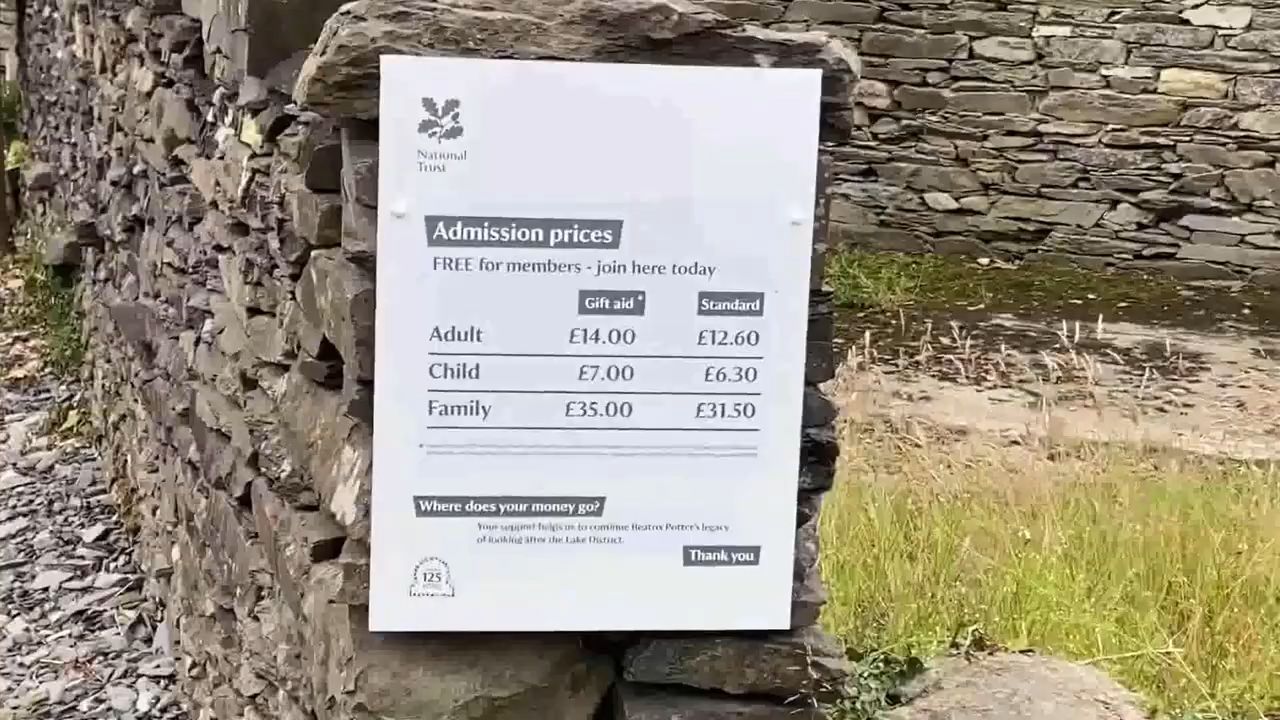 National
Trust
Admission prices
FREE for members - join here today
Gift aid* Standard
Adult £14.00 £12.60
Child £7.00 £6.30
Family £35.00 £31.50
Where does your money go?
Your support helps us to continue Beatrix Potter's legacy
of looking after the Lake District.
Thank you
125